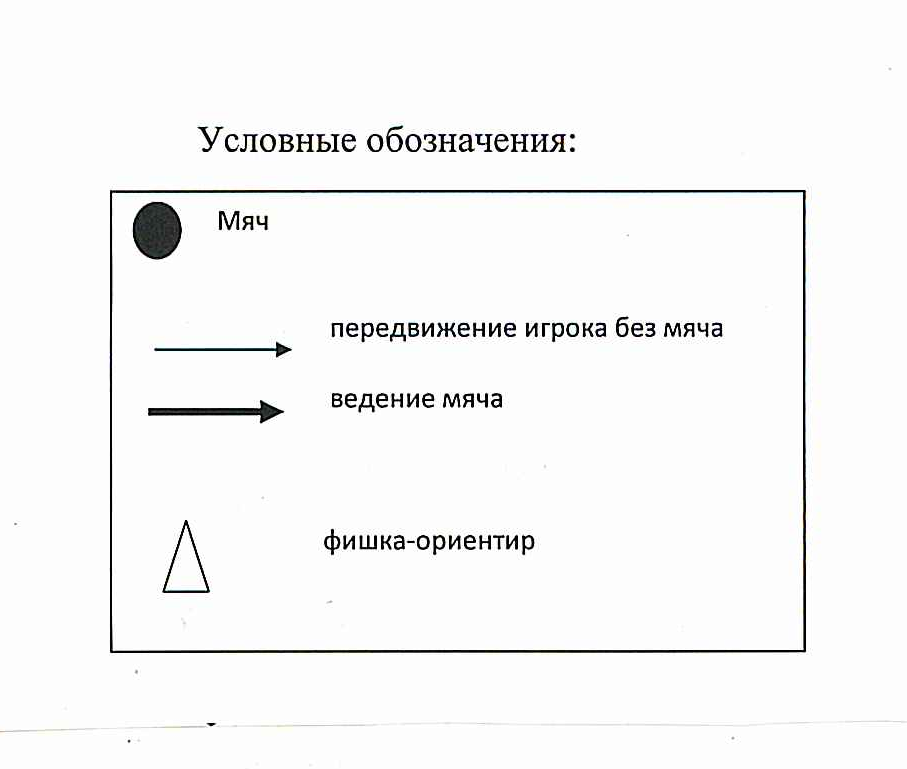 Условные обозначения:
Мяч
передвижение игрока без мяча
ведение мяча
фишка-ориентир